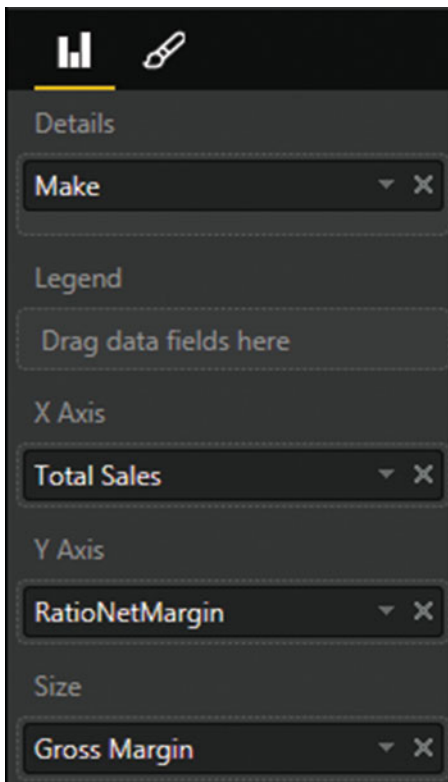 Details
Make
Legend
Drag data fields here
X Axis
Total Sales
Y Axis
RatioNetMargin
Size
Gross Margin